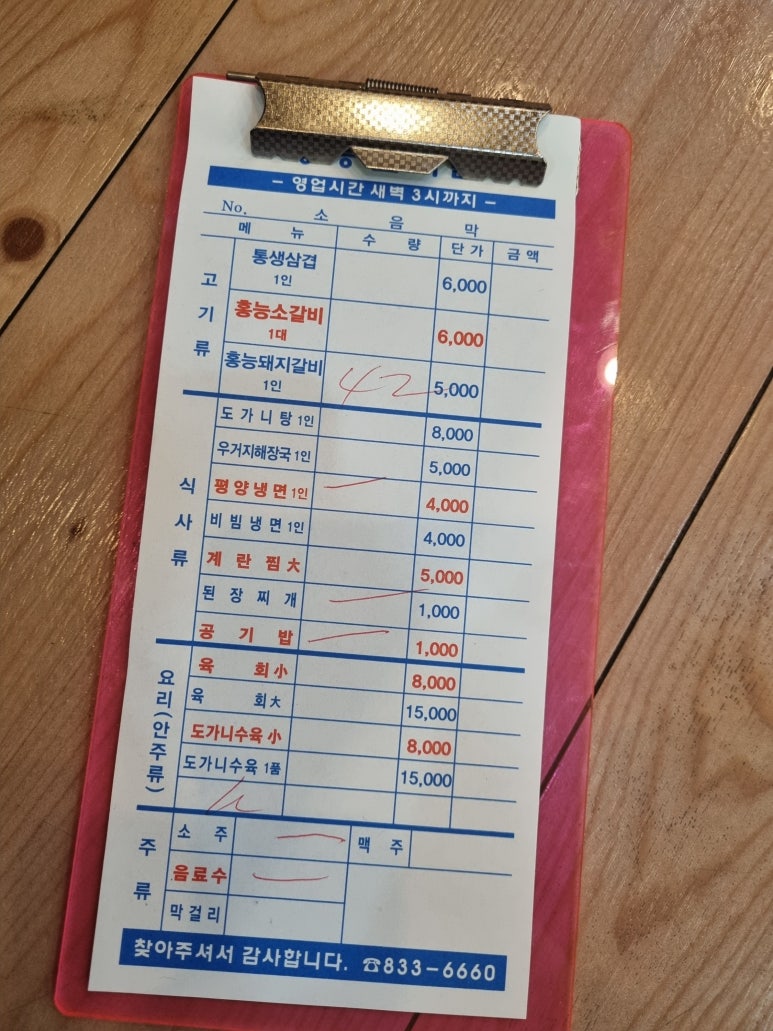 - 영업시간 새벽 3시까지 -
No. 소 음 막
메 뉴 수 량 단 가 금 액
고기류
통생삼겹 1인 6,000
홍능소갈비 1대 6,000
홍능돼지갈비 1인 42 5,000
식사류
도가니탕 1인 8,000
우거지해장국 1인 5,000
평양냉면 1인 4,000
비빔냉면 1인 4,000
계란찜大 5,000
된장찌개 1,000
공기밥 1,000
요리(안주류)
육 회小 8,000
육 회大 15,000
도가니수육 小 8,000
도가니수육 1품 15,000
주류
소 주 맥 주
음료수
막걸리
찾아주셔서 감사합니다. ☎833-6660